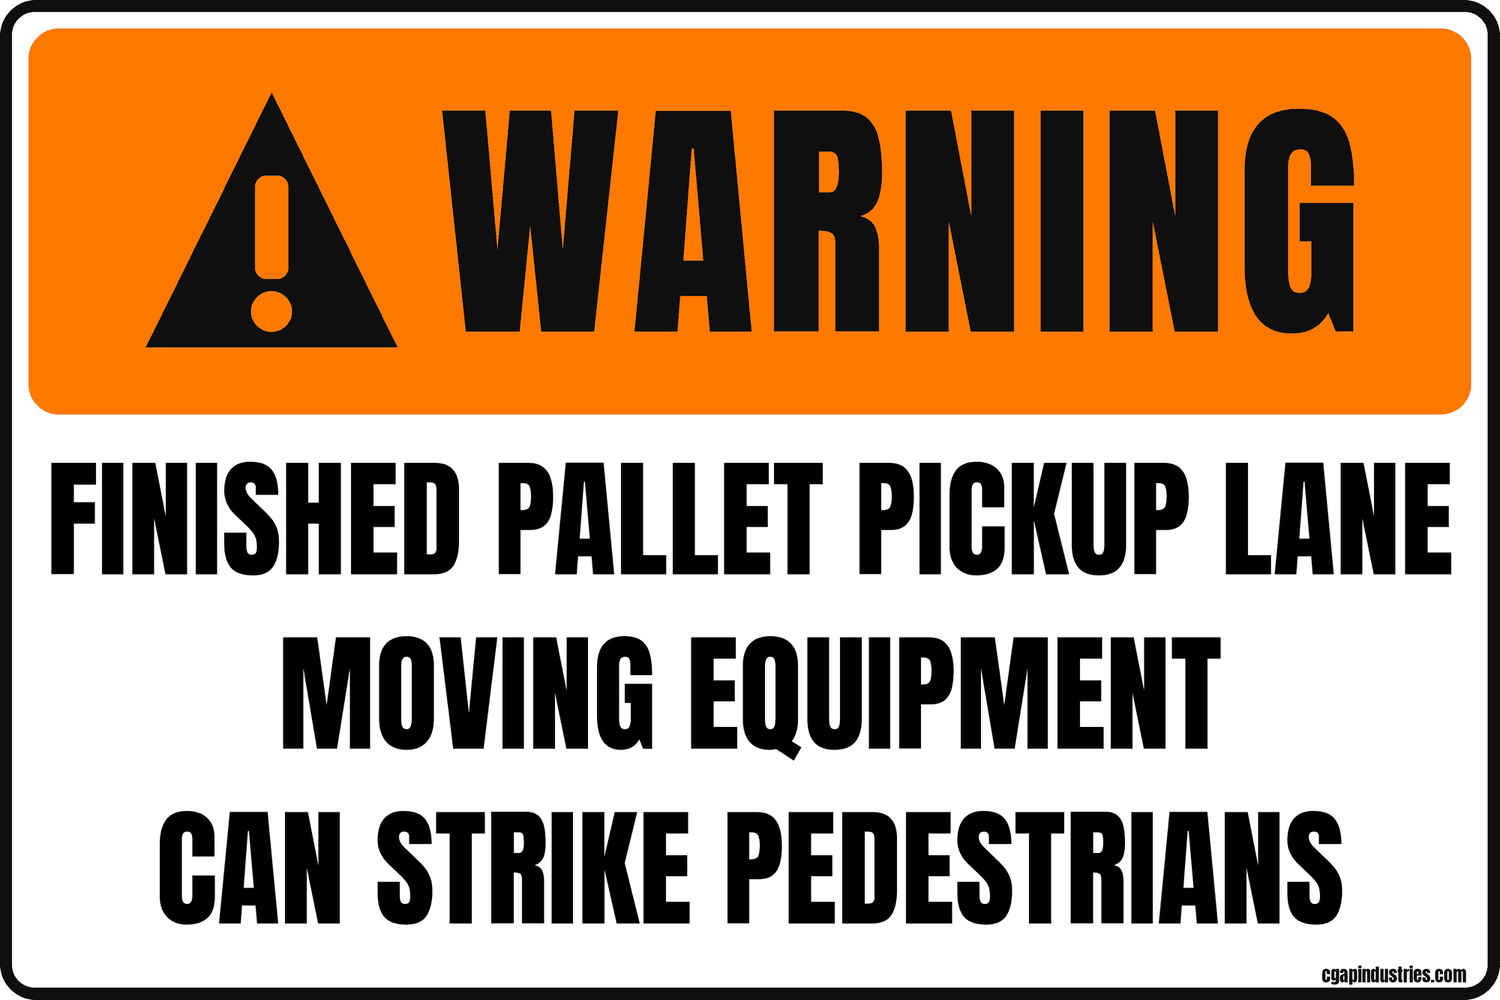 WARNING
FINISHED PALLET PICKUP LANE
MOVING EQUIPMENT
CAN STRIKE PEDESTRIANS
cgapindustries.com